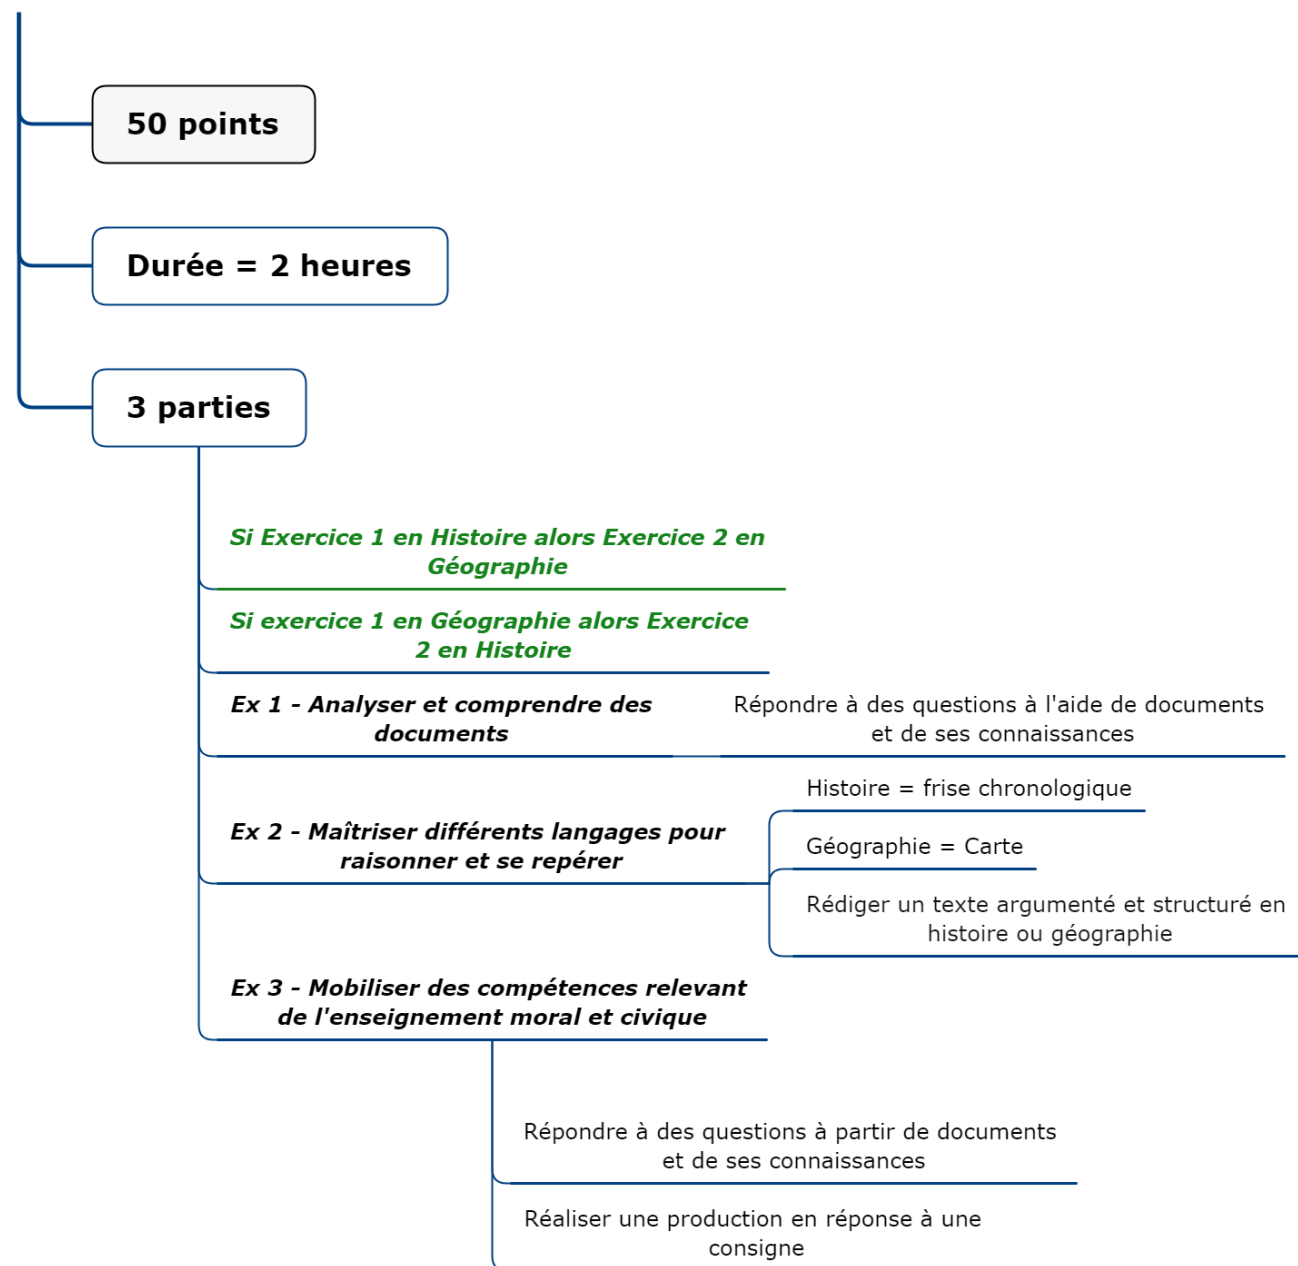 50 points
Durée = 2 heures
3 parties
Si Exercice 1 en Histoire alors Exercice 2 en
Géographie
Si exercice 1 en Géographie alors Exercice
2 en Histoire
Ex 1 - Analyser et comprendre des
documents
Répondre à des questions à l'aide de documents
et de ses connaissances
Ex 2 - Maîtriser différents langages pour
raisonner et se repérer
Histoire = frise chronologique
Géographie = Carte
Rédiger un texte argumenté et structuré en
histoire ou géographie
Ex 3 - Mobiliser des compétences relevant
de l'enseignement moral et civique
Répondre à des questions à partir de documents
et de ses connaissances
Réaliser une production en réponse à une
consigne